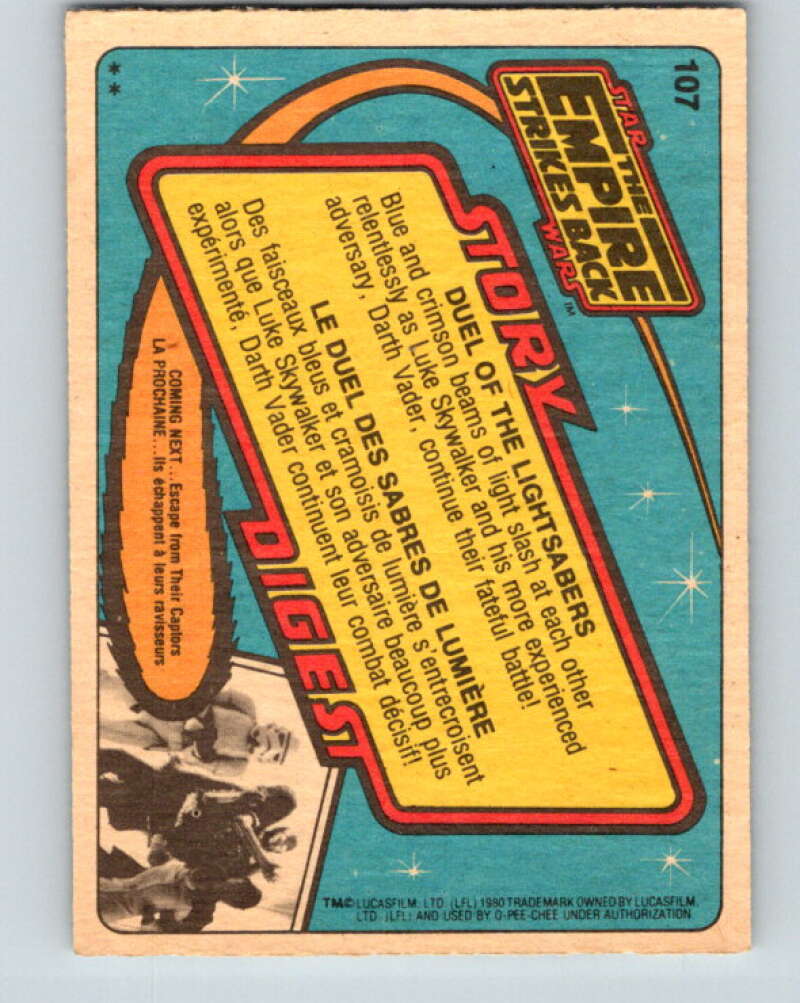 107
STAR
THE
EMPIRE
STRIKES BACK
WARS™
STORY
DUEL OF THE LIGHTSABERS
Blue and crimson beams of light slash at each other
relentlessly as Luke Skywalker and his more experienced
adversary, Darth Vader, continue their fateful battle!
LE DUEL DES SABRES DE LUMIÈRE
Des faisceaux bleus et cramoisis de lumière s'entrecroisent
alors que Luke Skywalker et son adversaire beaucoup plus
expérimenté, Darth Vader continuent leur combat décisif!
DIGEST
COMING NEXT...Escape from Their Captors
LA PROCHAINE...Ils échappent à leurs ravisseurs
**
TM© LUCASFILM, LTD. (LFL) 1980 TRADEMARK OWNED BY LUCASFILM,
LTD. (LFL) AND USED BY O-PEE-CHEE UNDER AUTHORIZATION.